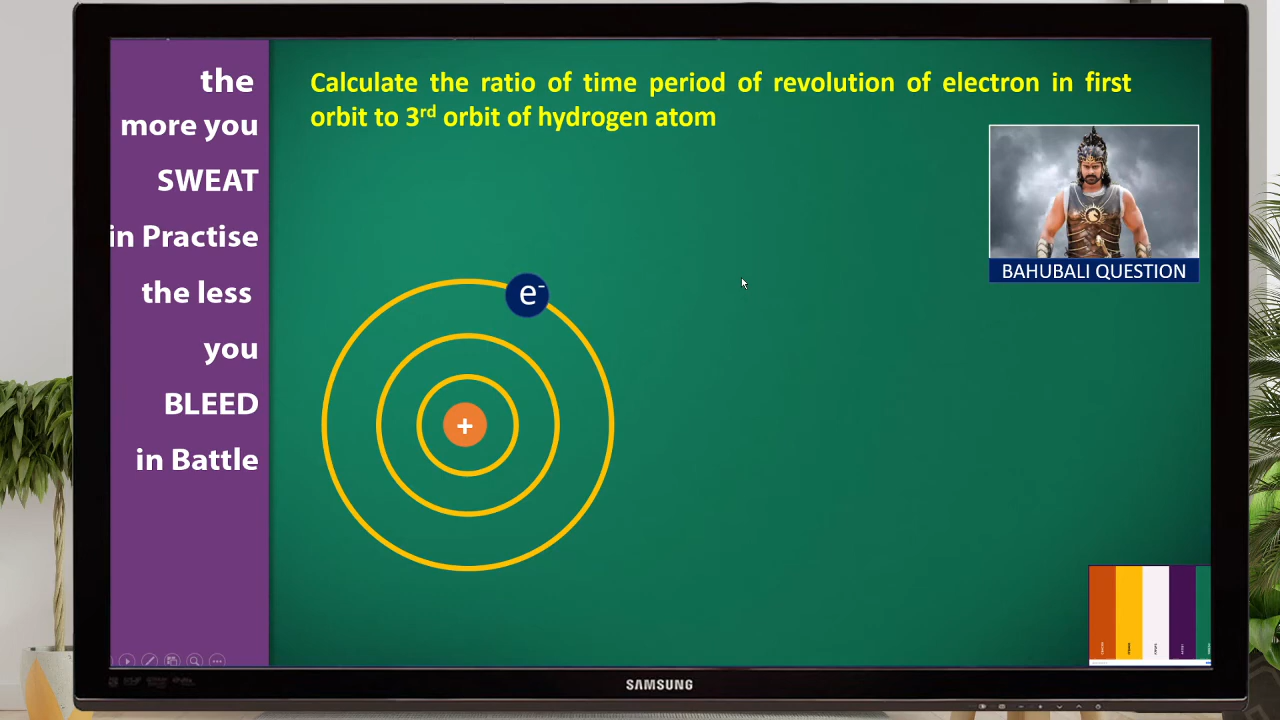 the
more you
SWEAT
in Practise
the less
you
BLEED
in Battle
Calculate the ratio of time period of revolution of electron in first
orbit to 3rd orbit of hydrogen atom
BAHUBALI QUESTION
e-
+
SAMSUNG